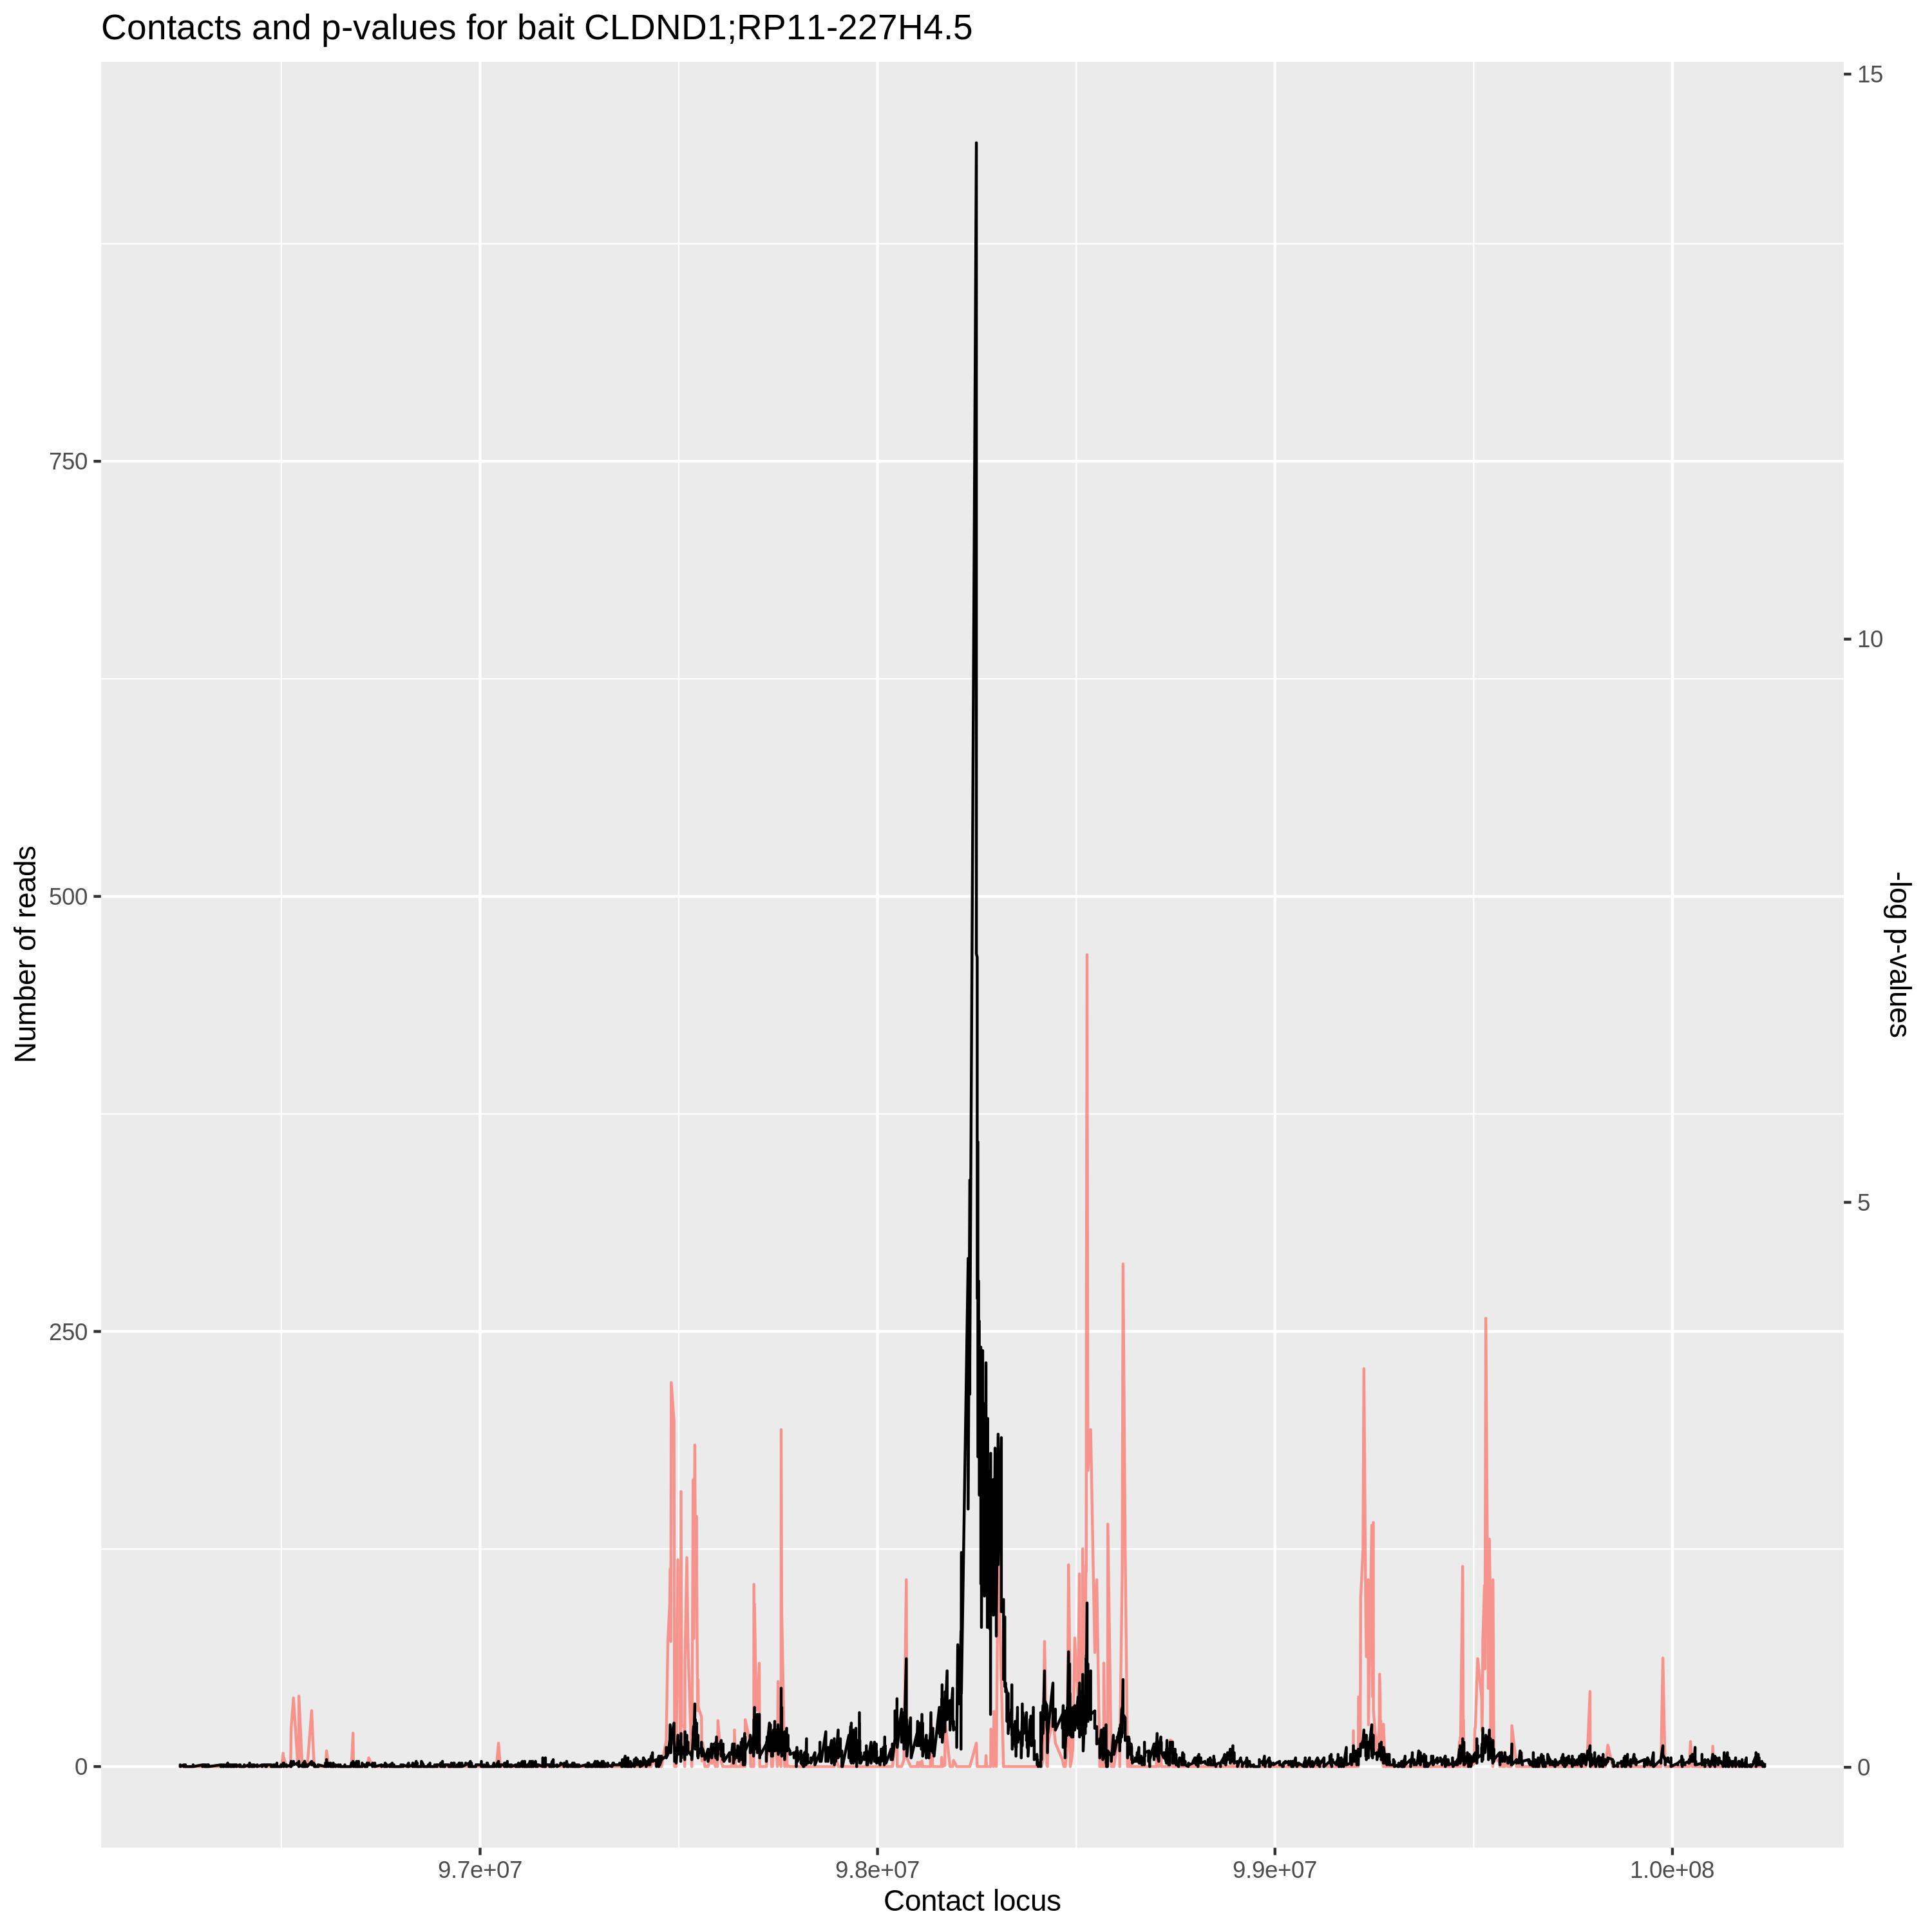 Contacts and p-values for bait CLDND1;RP11-227H4.5
15
750
10
Number of reads
500
-log p-values
5
250
0
0
9.7e+07
9.8e+07
9.9e+07
1.0e+08
Contact locus